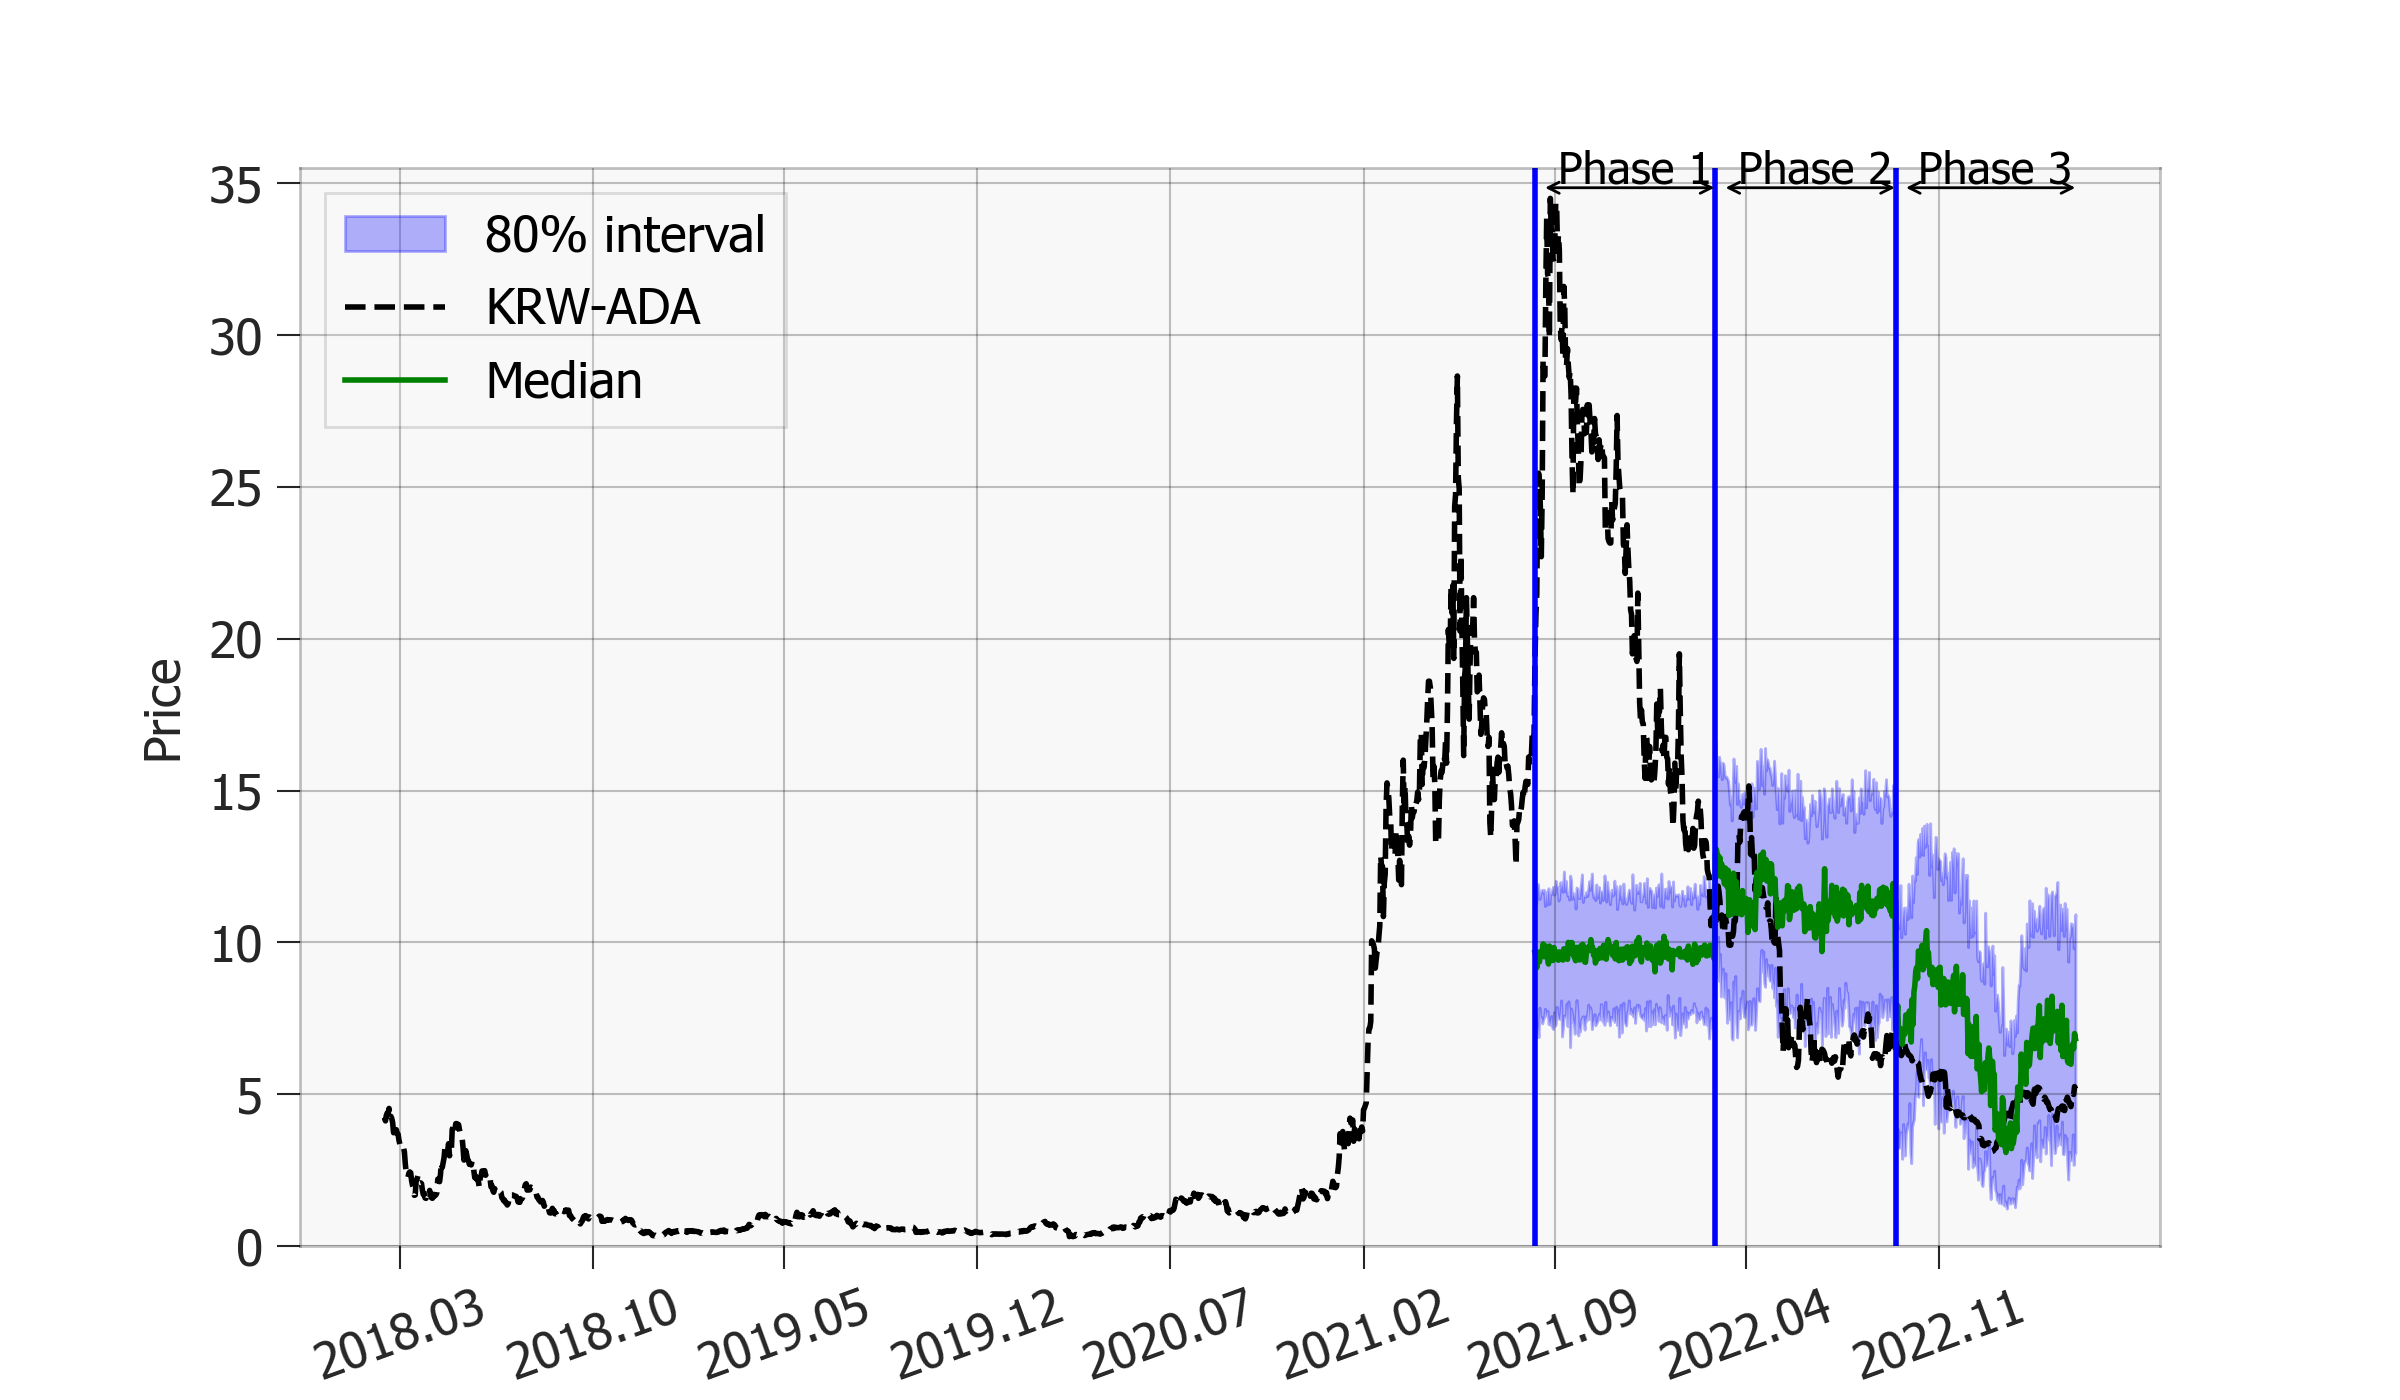 Phase 1
Phase 2
Phase 3
80% interval
KRW-ADA
Median
Price
35
30
25
20
15
10
5
0
2018.03
2018.10
2019.05
2019.12
2020.07
2021.02
2021.09
2022.04
2022.11